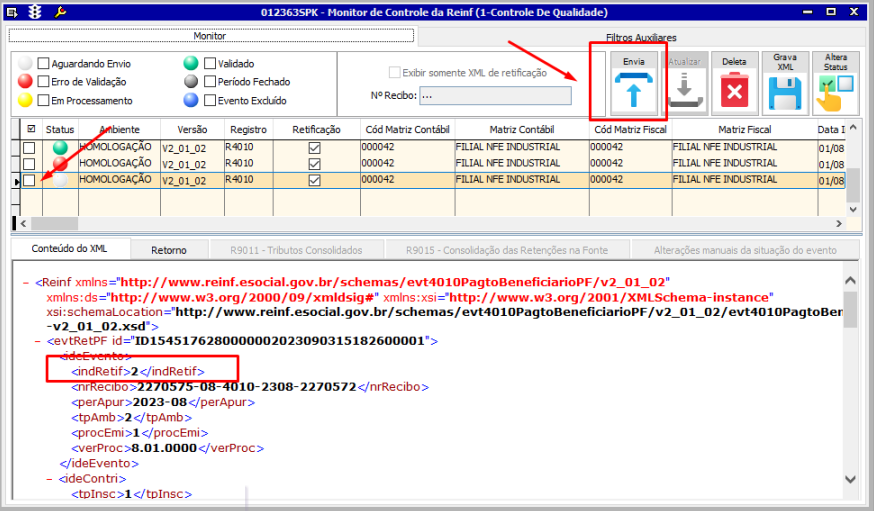 012363SPK - Monitor de Controle da Reinf (1-Controle De Qualidade)
Monitor
Filtros Auxiliares
Aguardando Envio
Validado
Erro de Validação
Período Fechado
Em Processamento
Evento Excluído
Exibir somente XML de retificação
Nº Recibo: ...
Envia
Atualizar
Deleta
Grava XML
Altera Status
Status Ambiente Versão Registro Retificação Cód Matriz Contábil Matriz Contábil Cód Matriz Fiscal Matriz Fiscal Data I
HOMOLOGAÇÃO V2_01_02 R4010 000042 FILIAL NFE INDUSTRIAL 000042 FILIAL NFE INDUSTRIAL 01/08
HOMOLOGAÇÃO V2_01_02 R4010 000042 FILIAL NFE INDUSTRIAL 000042 FILIAL NFE INDUSTRIAL 01/08
HOMOLOGAÇÃO V2_01_02 R4010 000042 FILIAL NFE INDUSTRIAL 000042 FILIAL NFE INDUSTRIAL 01/08
Conteúdo do XML Retorno R9011 - Tributos Consolidados R9015 - Consolidação das Retenções na Fonte Alterações manuais da situação do evento
- <Reinf xmlns="http://www.reinf.esocial.gov.br/schemas/evt4010PagtoBeneficiarioPF/v2_01_02"
xmlns:ds="http://www.w3.org/2000/09/xmldsig#" xmlns:xsi="http://www.w3.org/2001/XMLSchema-instance"
xsi:schemaLocation="http://www.reinf.esocial.gov.br/schemas/evt4010PagtoBeneficiarioPF/v2_01_02/evt4010PagtoBen
-v2_01_02.xsd">
- <evtRetPF id="ID1545176280000002023090315182600001">
<ideEvento>
<indRetif>2</indRetif>
<nrRecibo>2270575-08-4010-2308-2270572</nrRecibo>
<perApur>2023-08</perApur>
<tpAmb>2</tpAmb>
<procEmi>1</procEmi>
<verProc>8.01.0000</verProc>
</ideEvento>
- <ideContri>
<tpInsc>1</tpInsc>